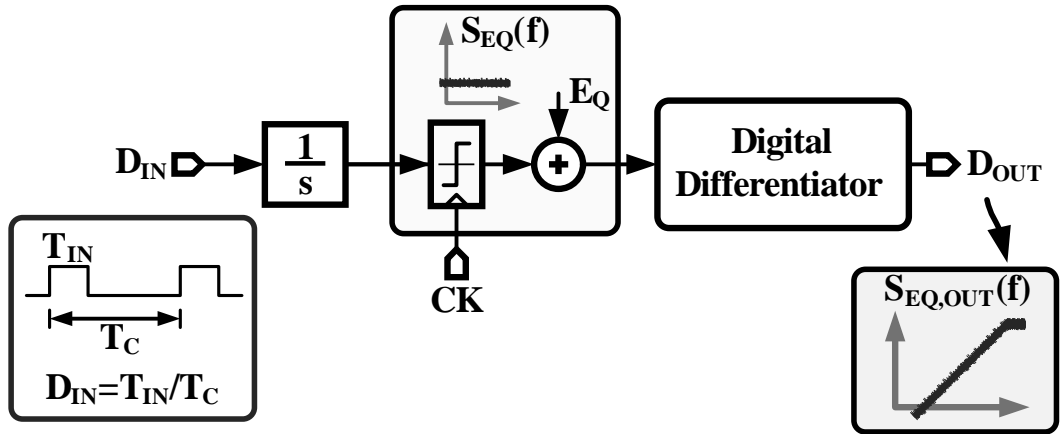 S_EQ(f)
E_Q
D_IN
1
s
Digital
Differentiator
D_OUT
CK
T_IN
T_C
D_IN=T_IN/T_C
S_EQ,OUT(f)